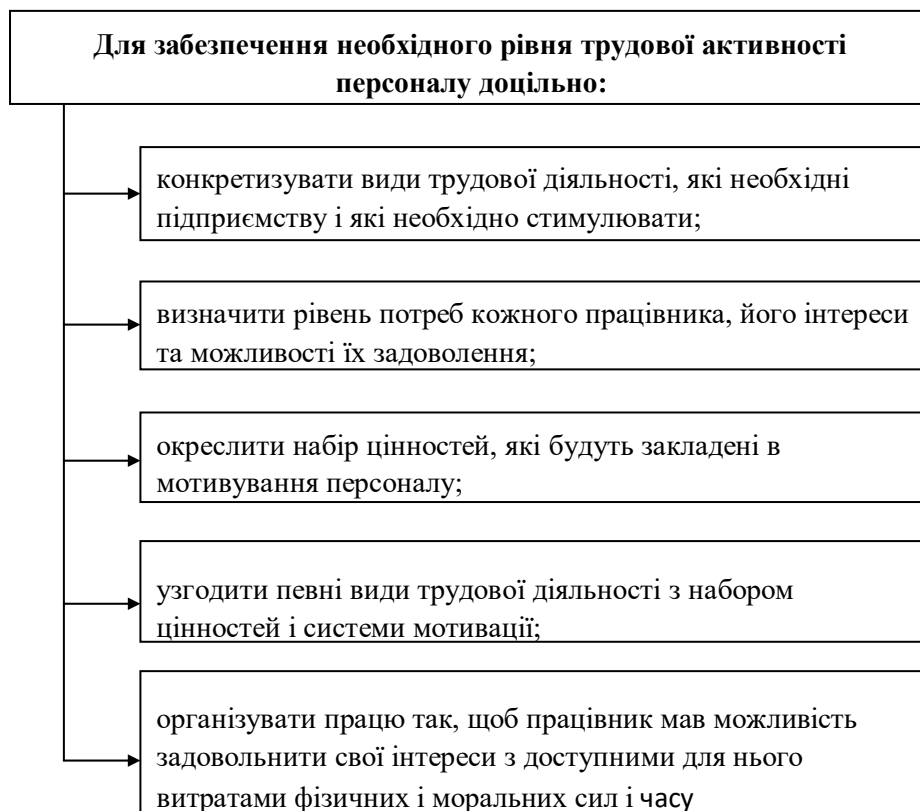 Для забезпечення необхідного рівня трудової активності
персоналу доцільно:
конкретизувати види трудової діяльності, які необхідні
підприємству і які необхідно стимулювати;
визначити рівень потреб кожного працівника, його інтереси
та можливості їх задоволення;
окреслити набір цінностей, які будуть закладені в
мотивування персоналу;
узгодити певні види трудової діяльності з набором
цінностей і системи мотивації;
організувати працю так, щоб працівник мав можливість
задовольнити свої інтереси з доступними для нього
витратами фізичних і моральних сил і часу